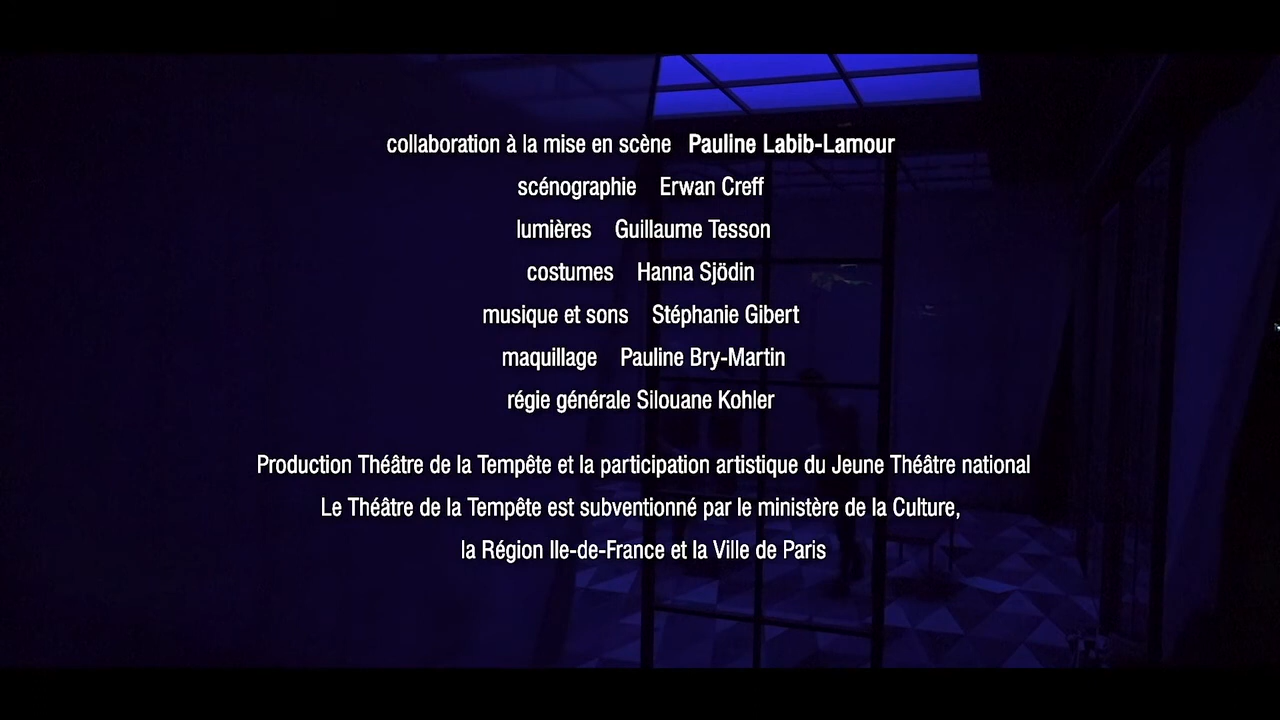 collaboration à la mise en scène Pauline Labib-Lamour
scénographie Erwan Creff
lumières Guillaume Tesson
costumes Hanna Sjödin
musique et sons Stéphanie Gibert
maquillage Pauline Bry-Martin
régie générale Silouane Kohler
Production Théâtre de la Tempête et la participation artistique du Jeune Théâtre national
Le Théâtre de la Tempête est subventionné par le ministère de la Culture,
la Région Ile-de-France et la Ville de Paris